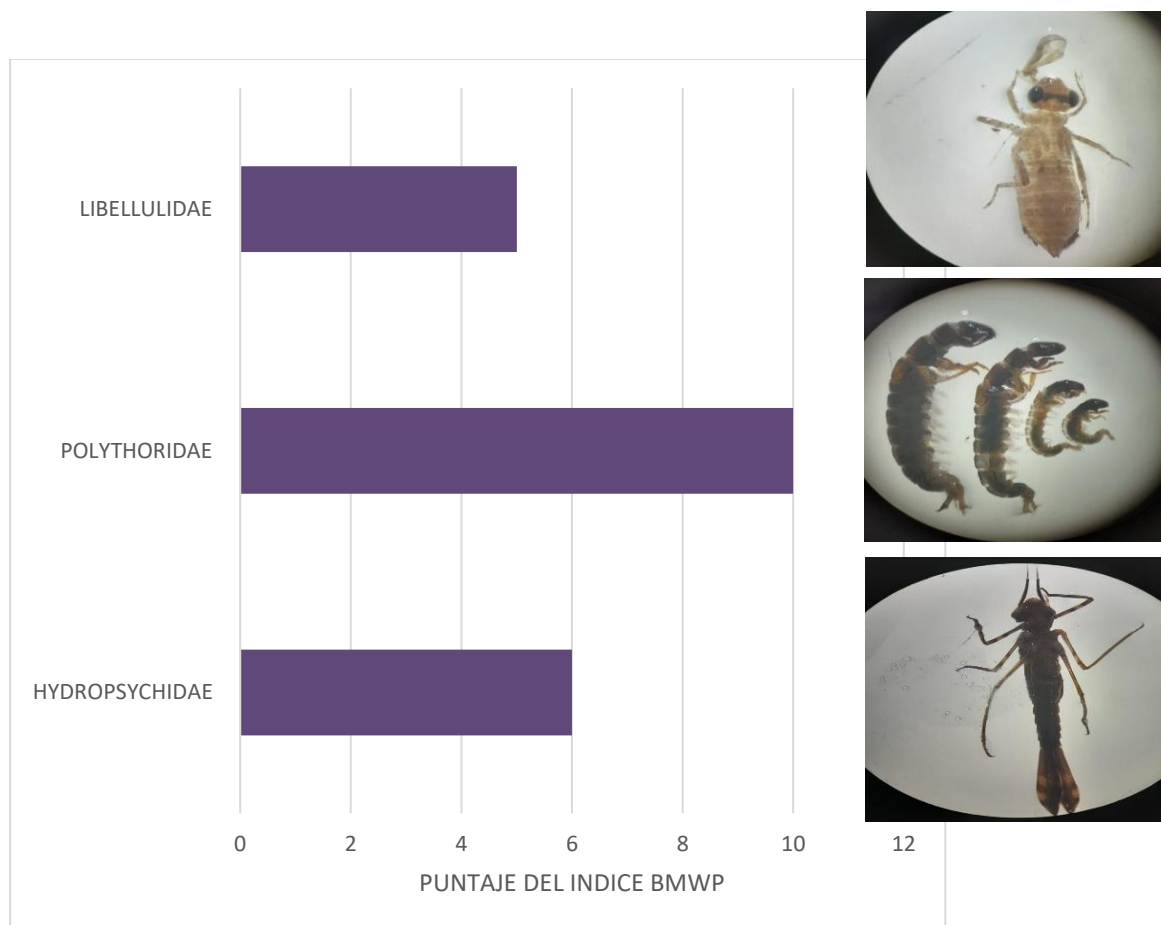 LIBELLULIDAE
POLYTHORIDAE
HYDROPSYCHIDAE
0 2 4 6 8 10 12
PUNTAJE DEL INDICE BMWP